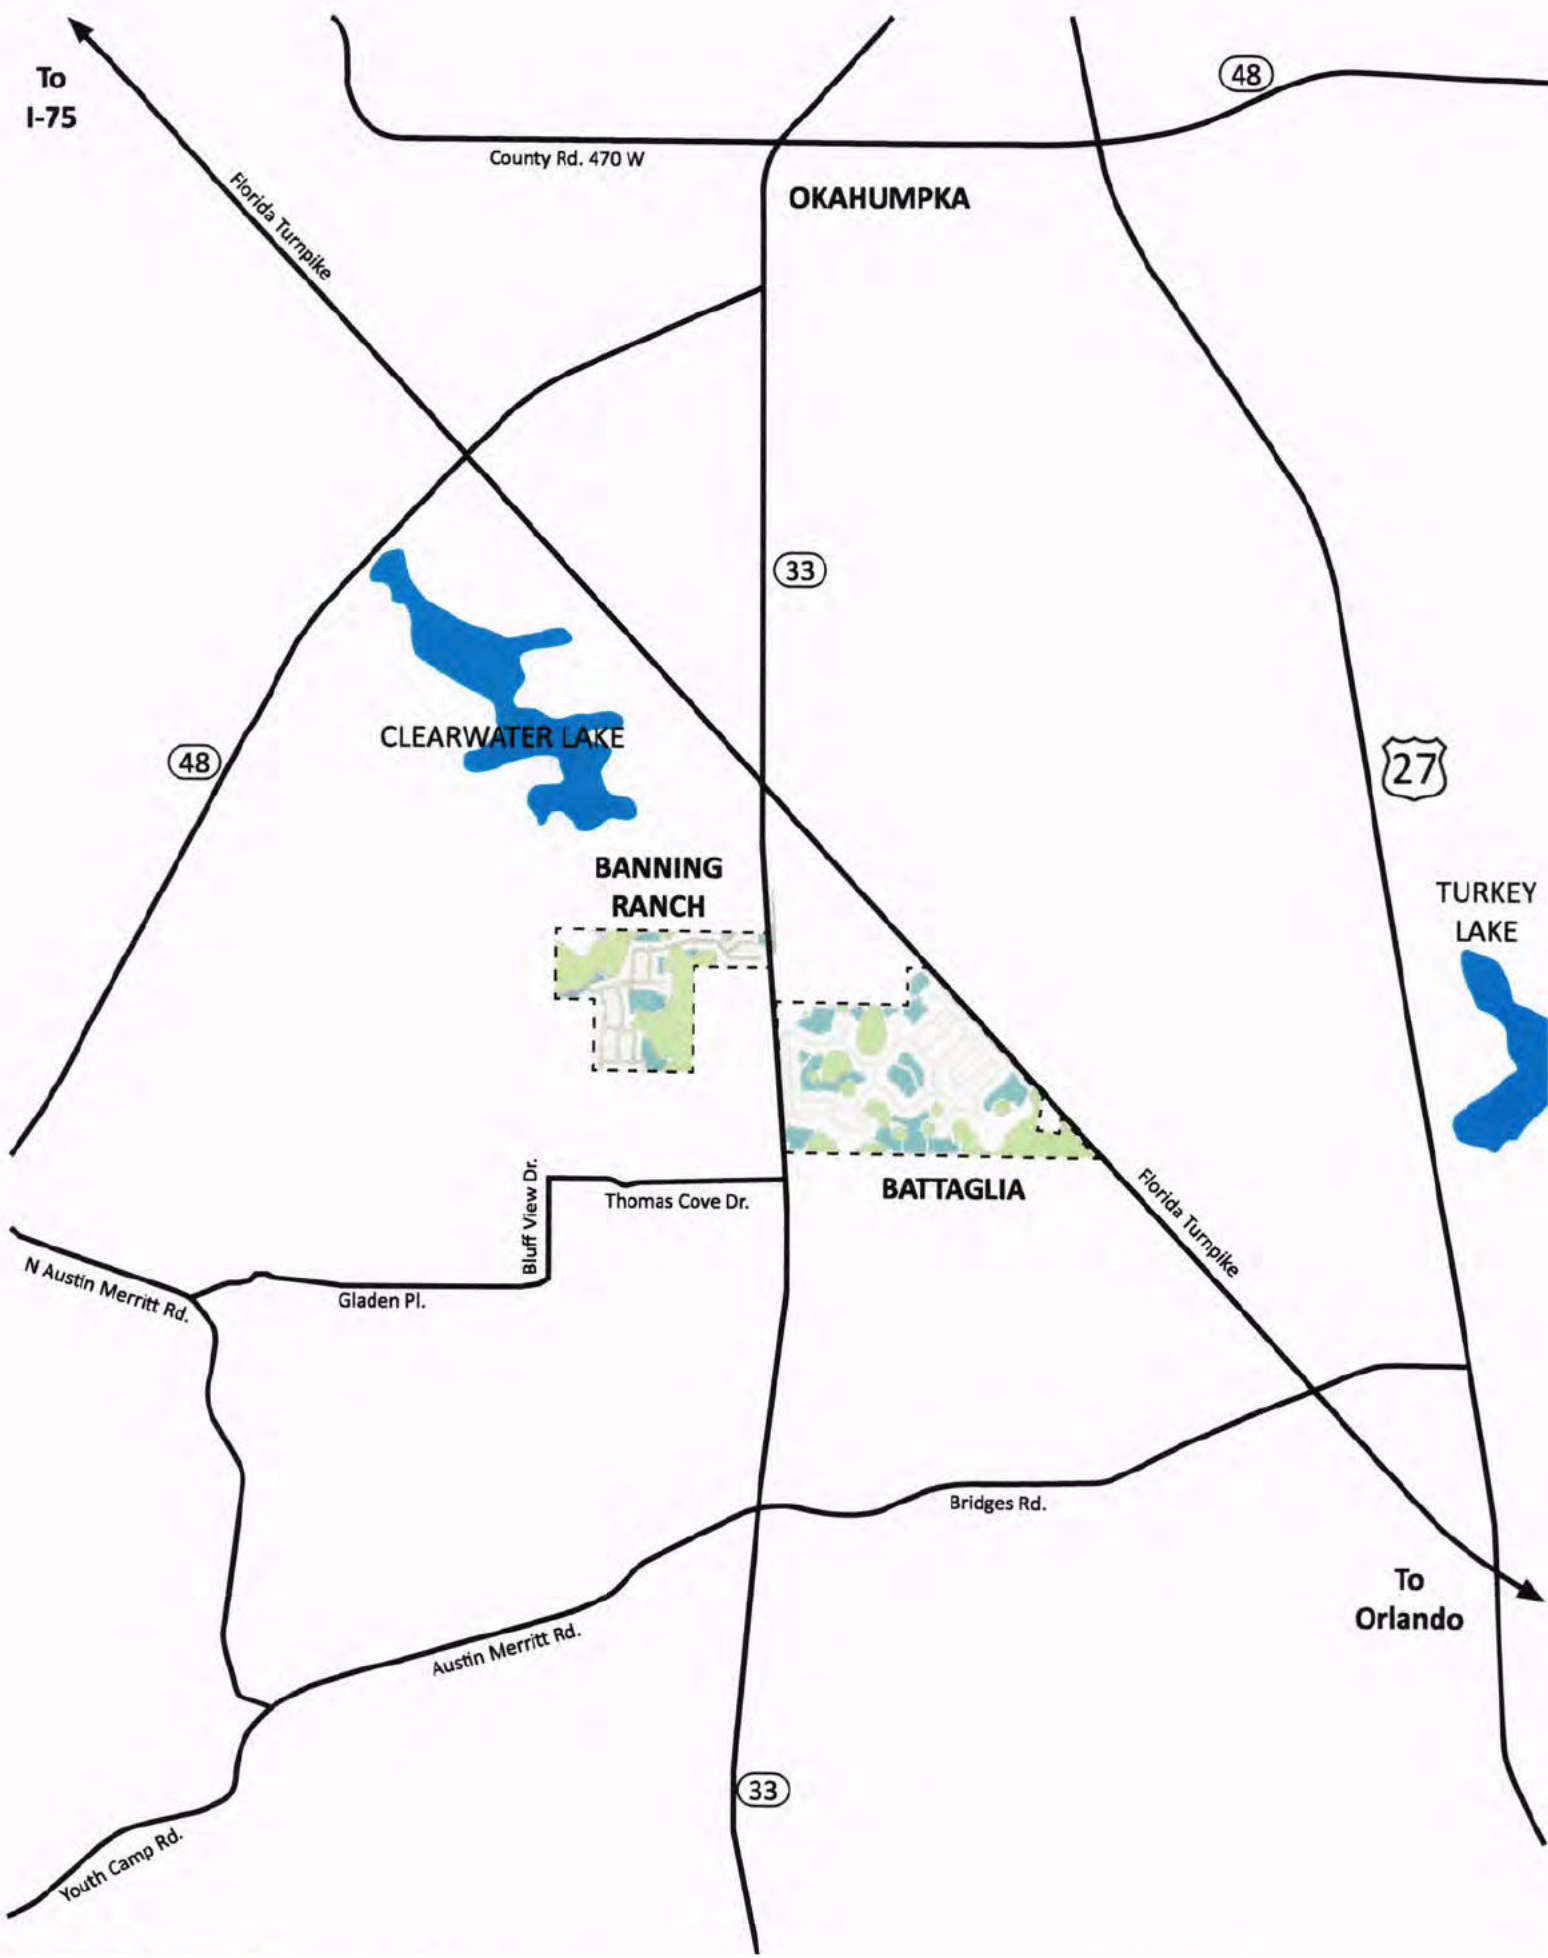 To
I-75
48
County Rd. 470 W
Florida Turnpike
OKAHUMPKA
33
CLEARWATER LAKE
48
27
BANNING
RANCH
TURKEY
LAKE
BATTAGLIA
Bluff View Dr.
Thomas Cove Dr.
Florida Turnpike
N Austin Merritt Rd.
Gladen Pl.
Bridges Rd.
To
Orlando
Austin Merritt Rd.
33
Youth Camp Rd.